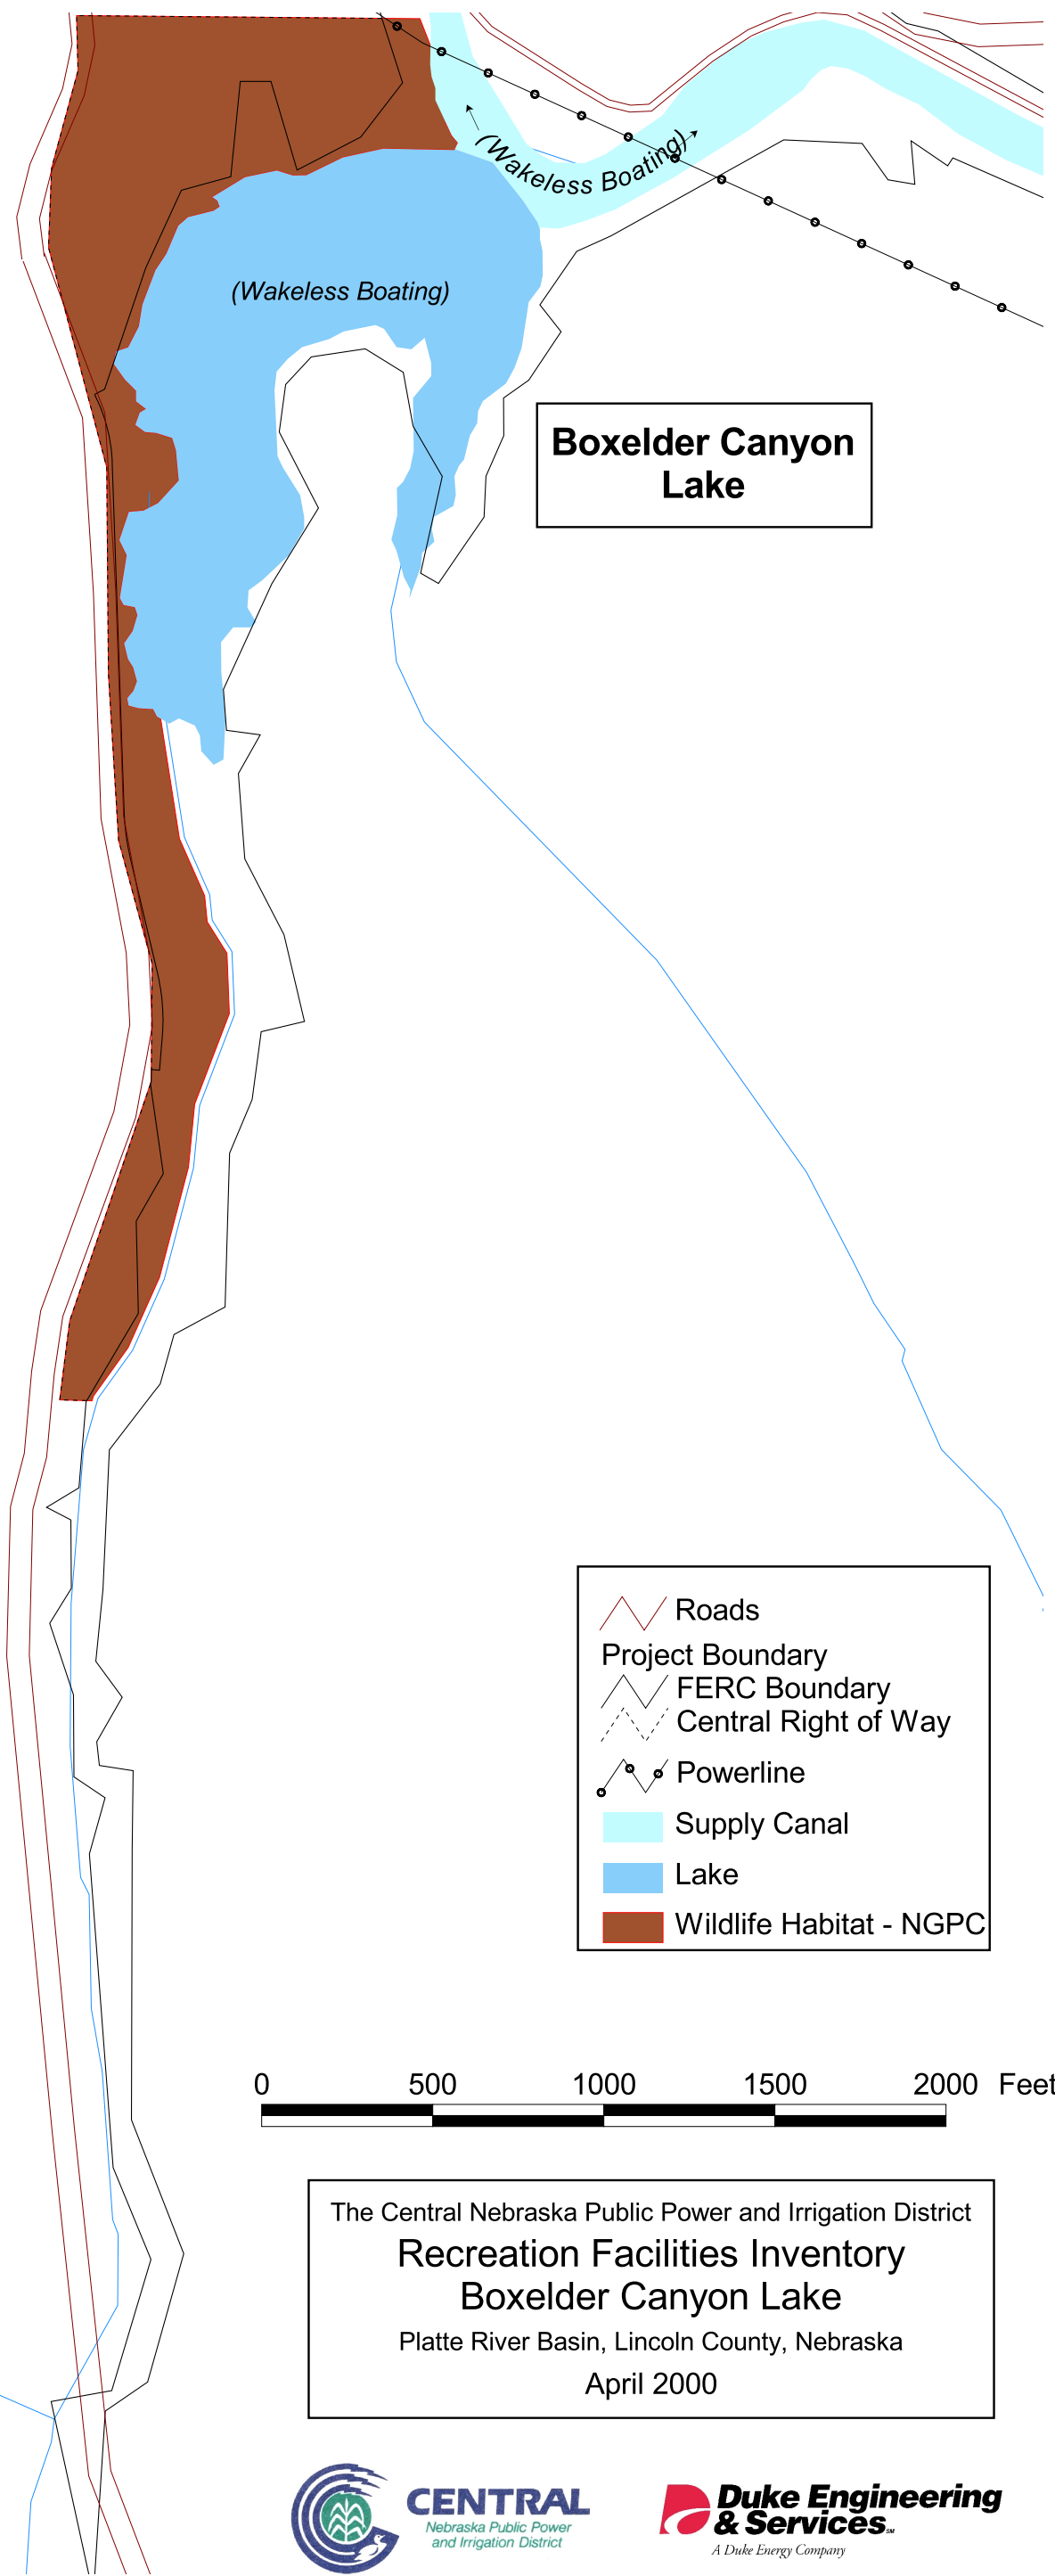 (Wakeless Boating)
(Wakeless Boating)
Boxelder Canyon
Lake
Roads
Project Boundary
FERC Boundary
Central Right of Way
Powerline
Supply Canal
Lake
Wildlife Habitat - NGPC
0 500 1000 1500 2000 Feet
The Central Nebraska Public Power and Irrigation District
Recreation Facilities Inventory
Boxelder Canyon Lake
Platte River Basin, Lincoln County, Nebraska
April 2000
CENTRAL
Nebraska Public Power
and Irrigation District
Duke Engineering
& Services℠
A Duke Energy Company